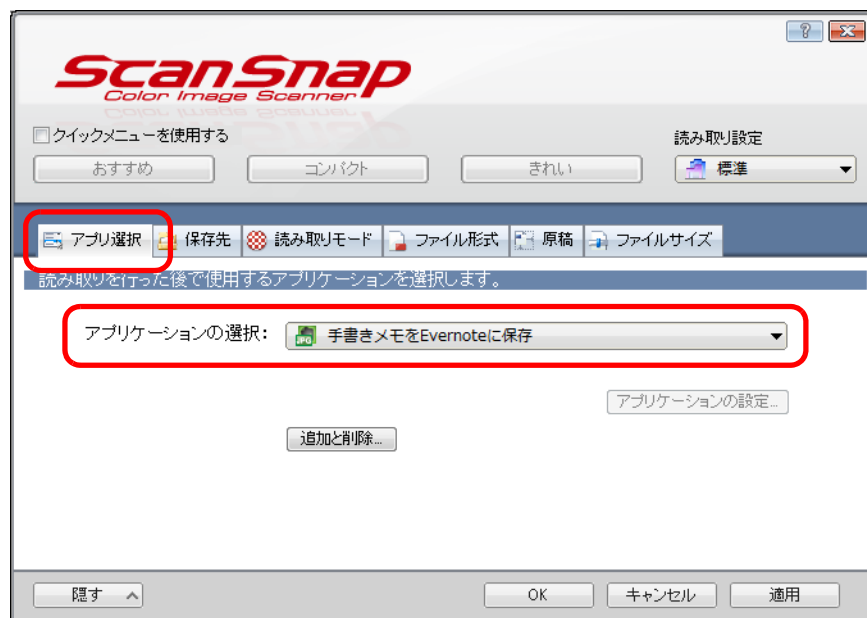 ScanSnap
Color Image Scanner
クイックメニューを使用する
読み取り設定
おすすめ コンパクト きれい 標準
アプリ選択 保存先 読み取りモード ファイル形式 原稿 ファイルサイズ
読み取りを行った後で使用するアプリケーションを選択します。
アプリケーションの選択: JPG 手書きメモをEvernoteに保存
アプリケーションの設定...
追加と削除...
隠す OK キャンセル 適用